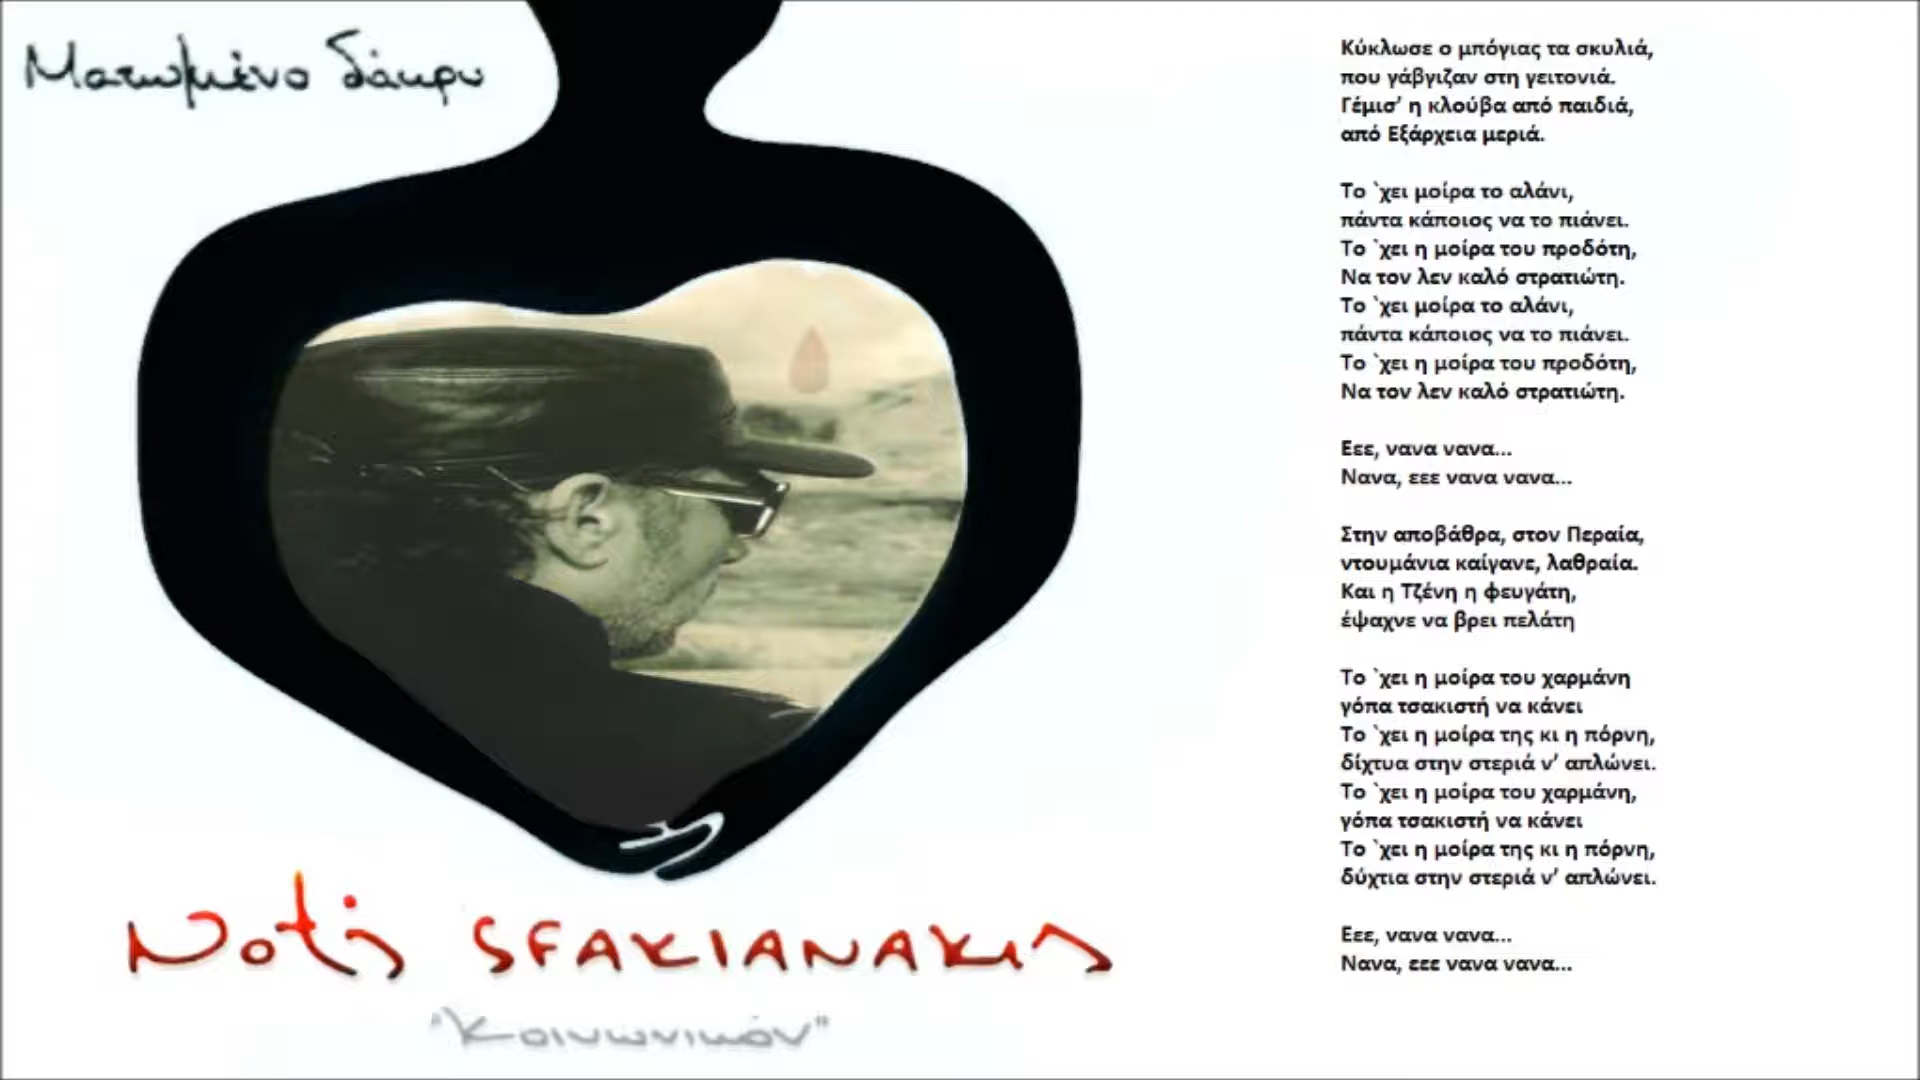 Ματωμένο δάκρυ
Notis SFAKIANAKIS
"Κοινωνικόν"
Κύκλωσε ο μπόγιας τα σκυλιά,
που γάβγιζαν στη γειτονιά.
Γέμισ’ η κλούβα από παιδιά,
από Εξάρχεια μεριά.
Το `χει μοίρα το αλάνι,
πάντα κάποιος να το πιάνει.
Το `χει η μοίρα του προδότη,
Να τον λεν καλό στρατιώτη.
Το `χει μοίρα το αλάνι,
πάντα κάποιος να το πιάνει.
Το `χει η μοίρα του προδότη,
Να τον λεν καλό στρατιώτη.
Εεε, νανα νανα...
Νανα, εεε νανα νανα...
Στην αποβάθρα, στον Περαία,
ντουμάνια καίγανε, λαθραία.
Και η Τζένη η φευγάτη,
έψαχνε να βρει πελάτη
Το `χει η μοίρα του χαρμάνη
γόπα τσακιστή να κάνει
Το `χει η μοίρα της κι η πόρνη,
δίχτυα στην στεριά ν’ απλώνει.
Το `χει η μοίρα του χαρμάνη,
γόπα τσακιστή να κάνει
Το `χει η μοίρα της κι η πόρνη,
δύχτια στην στεριά ν’ απλώνει.
Εεε, νανα νανα...
Νανα, εεε νανα νανα...